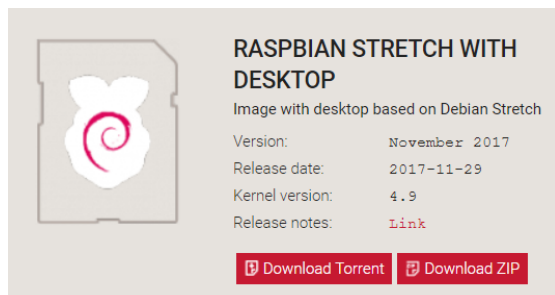 RASPBIAN STRETCH WITH
DESKTOP
Image with desktop based on Debian Stretch
Version: November 2017
Release date: 2017-11-29
Kernel version: 4.9
Release notes: Link
Download Torrent Download ZIP